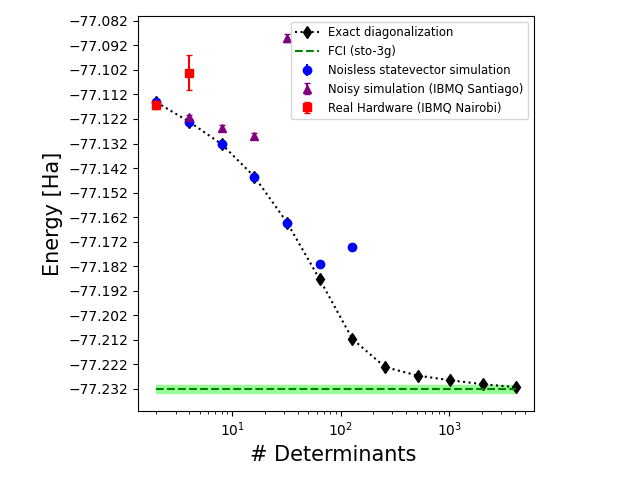 −77.082
−77.092
−77.102
−77.112
−77.122
−77.132
−77.142
−77.152
−77.162
−77.172
−77.182
−77.192
−77.202
−77.212
−77.222
−77.232
Energy [Ha]
Exact diagonalization
FCI (sto-3g)
Noiseless statevector simulation
Noisy simulation (IBMQ Santiago)
Real Hardware (IBMQ Nairobi)
10¹ 10² 10³
# Determinants